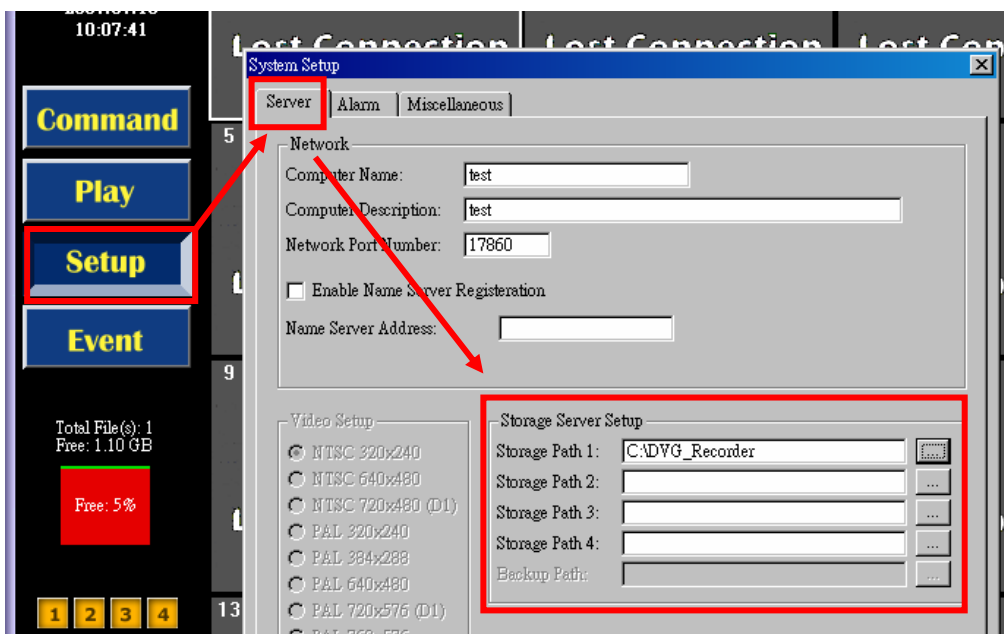 10:07:41
Lost Connection Lost Connection Lost Con
System Setup
Server Alarm Miscellaneous
Command
5
Network
Computer Name: test
Play
Computer Description: test
Network Port Number: 17860
Setup
Enable Name Server Registeration
Name Server Address:
Event
9
Total File(s): 1
Free: 1.10 GB
Free: 5%
Video Setup
NTSC 320x240
NTSC 640x480
NTSC 720x480 (D1)
PAL 320x240
PAL 384x288
PAL 640x480
PAL 720x576 (D1)
Storage Server Setup
Storage Path 1: C:\DVG_Recorder ...
Storage Path 2: ...
Storage Path 3: ...
Storage Path 4: ...
Backup Path: ...
1 2 3 4
13